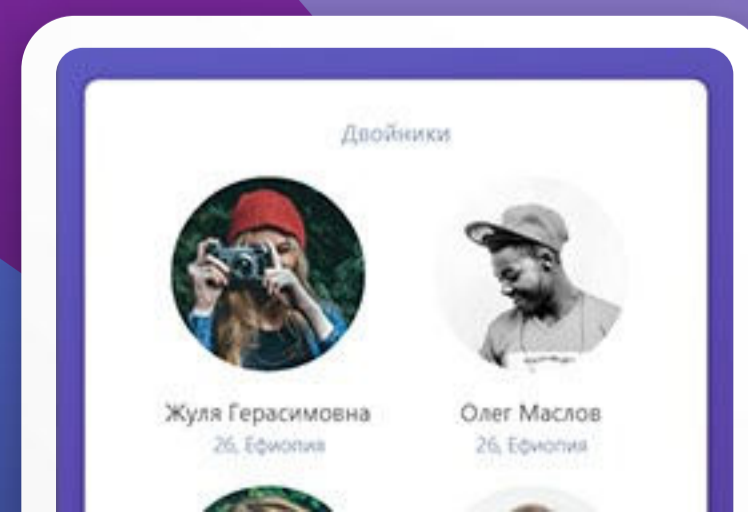 Двойники
Жуля Герасимовна
26, Ефиопия
Олег Маслов
26, Ефиопия